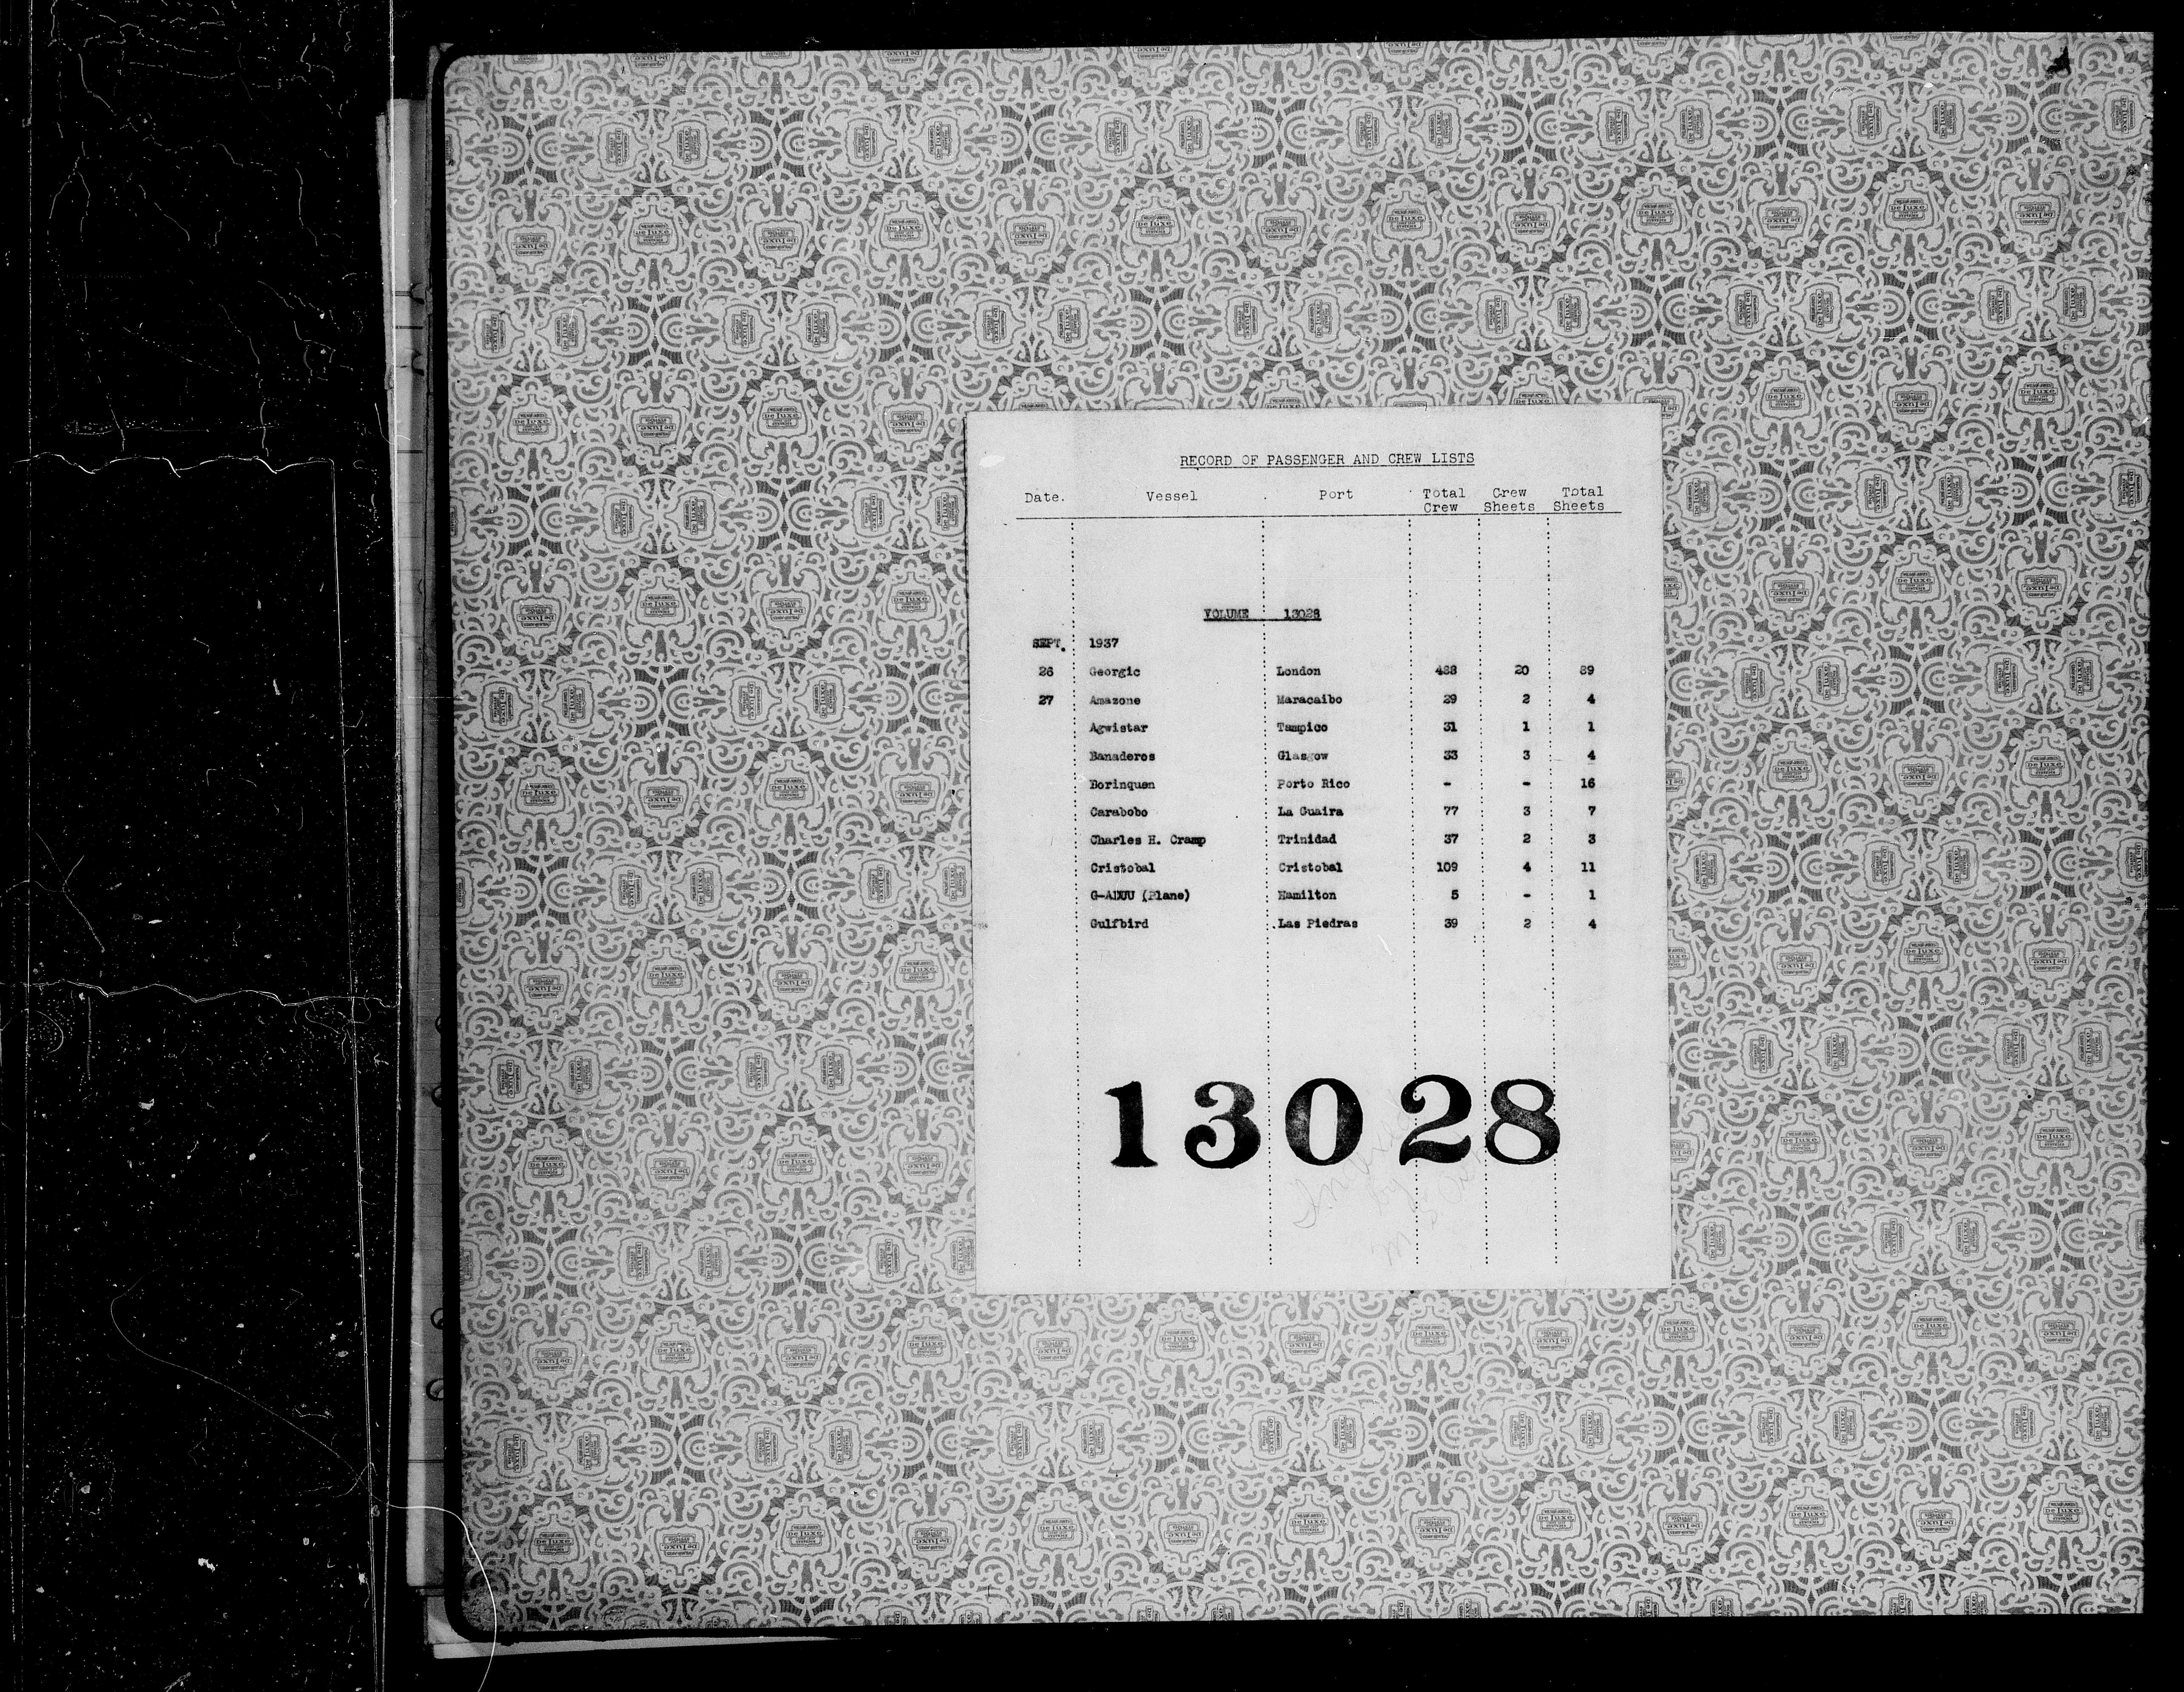 RECORD OF PASSENGER AND CREW LISTS
Date. Vessel Port Total Crew Crew Sheets Total Sheets
VOLUME 13028
SEPT. 1937
26 Georgic London 488 20 89
27 Amazone Maracaibo 29 2 4
Agwistar Tampico 31 1 1
Banaderos Glasgow 33 3 4
Borinquen Porto Rico - - 16
Carabobo La Guaira 77 3 7
Charles H. Cramp Trinidad 37 2 3
Cristobal Cristobal 109 4 11
(Plane) Hamilton 5 - 1
Gulfbird Las Piedras 39 2 4
13028